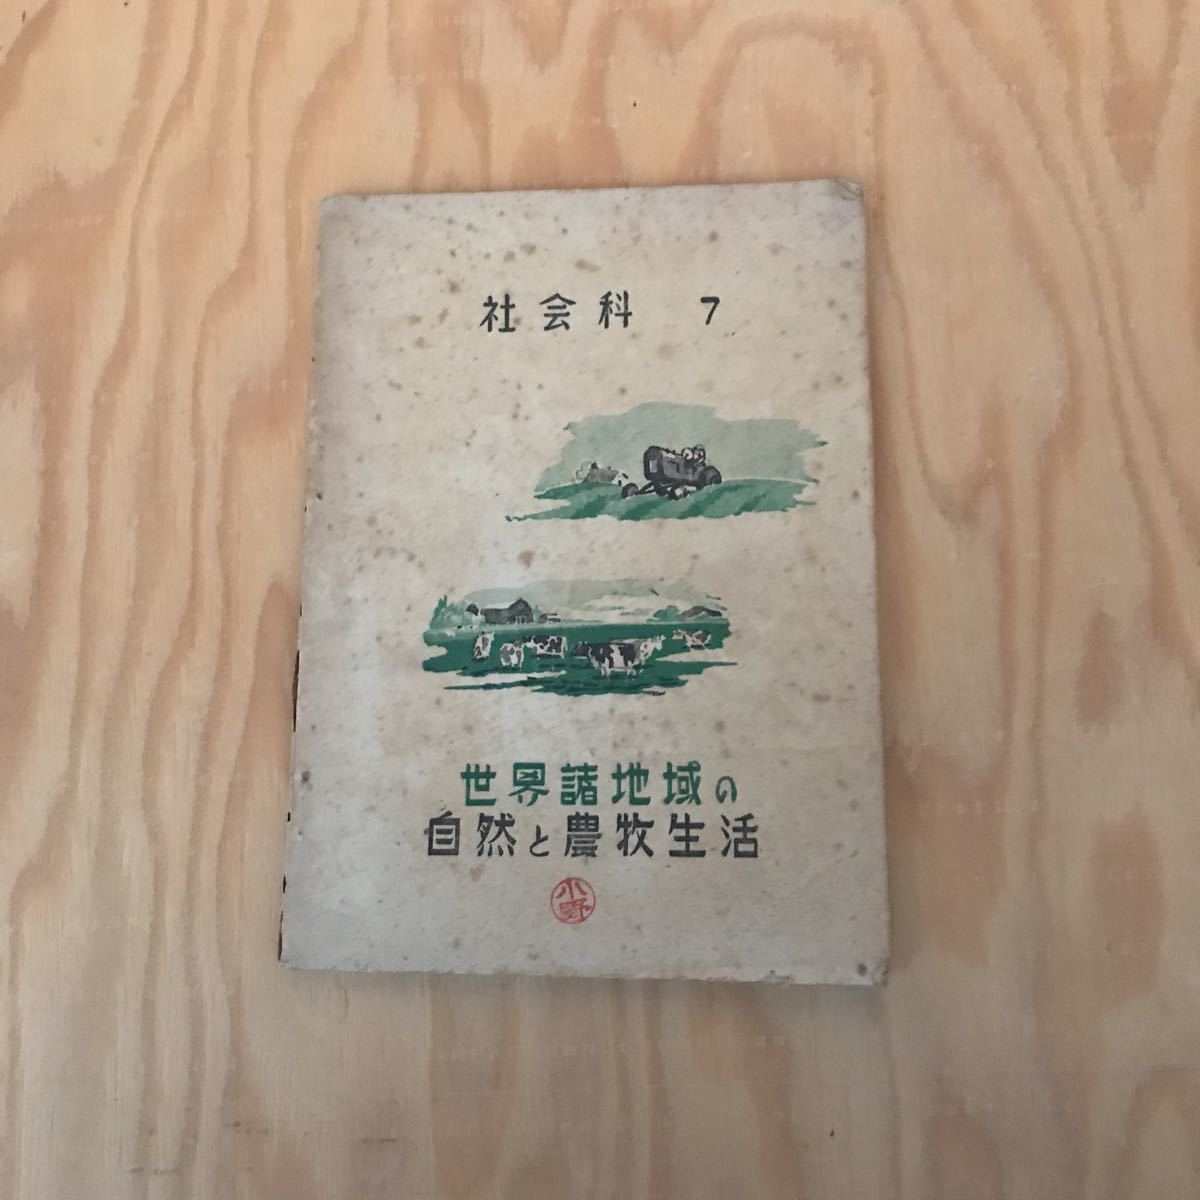 社会科 7
世界諸地域の
自然と農牧生活
小野